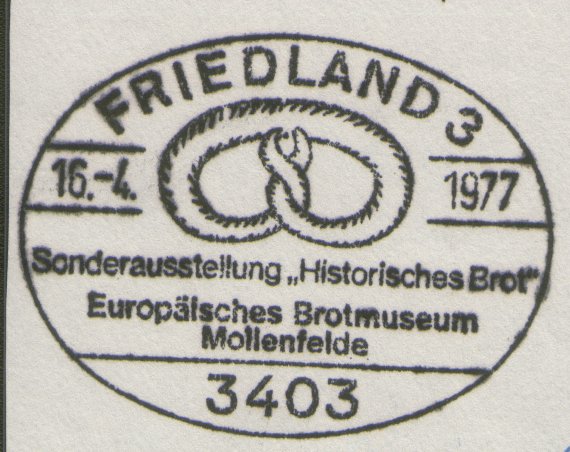 FRIEDLAND 3
16.-4. 1977
Sonderausstellung „Historisches Brot"
Europäisches Brotmuseum
Mollenfelde
3403